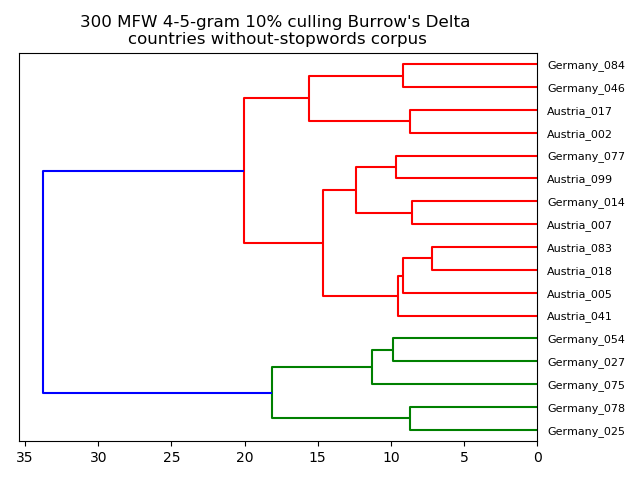 300 MFW 4-5-gram 10% culling Burrow's Delta
countries without-stopwords corpus
Germany_084
Germany_046
Austria_017
Austria_002
Germany_077
Austria_099
Germany_014
Austria_007
Austria_083
Austria_018
Austria_005
Austria_041
Germany_054
Germany_027
Germany_075
Germany_078
Germany_025
35 30 25 20 15 10 5 0